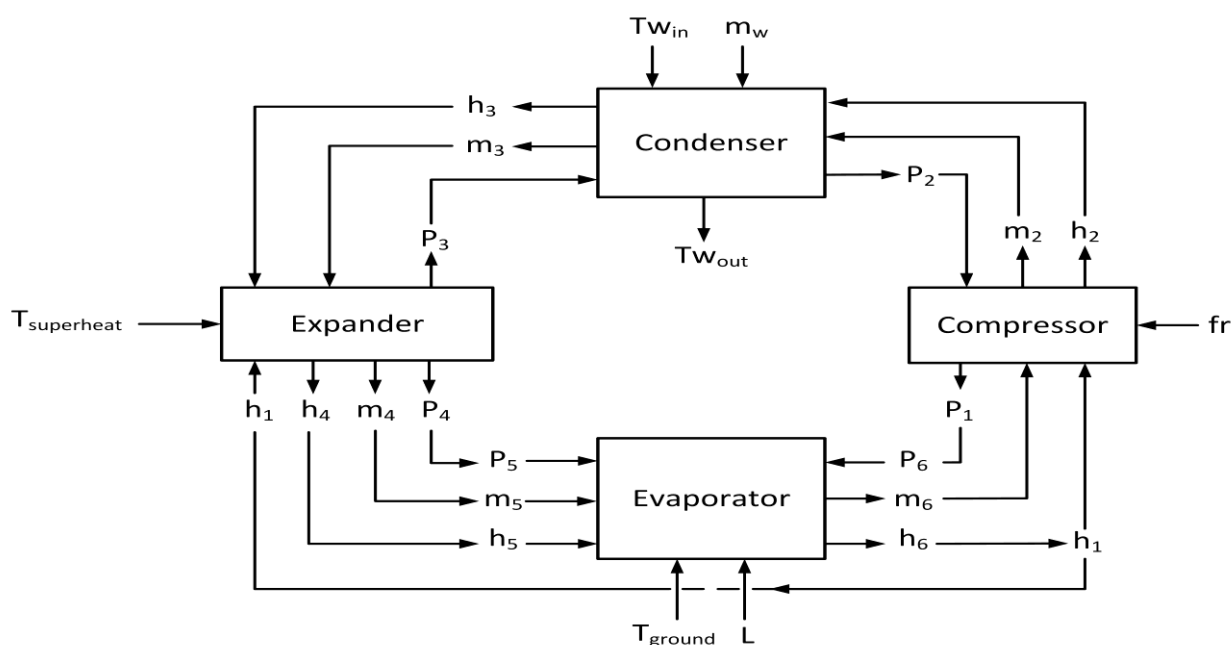 Tw_in m_w
h_3
m_3
Condenser
P_2
P_3
Tw_out
m_2 h_2
T_superheat
Expander
Compressor
fr
h_1 h_4 m_4 P_4
P_1
P_5
P_6
m_5
Evaporator
m_6
h_5
h_6
h_1
T_ground L